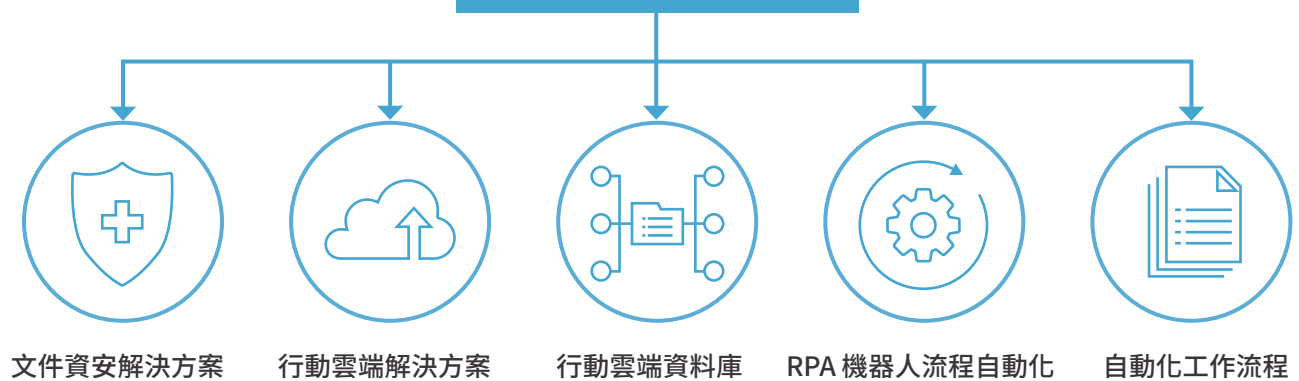 文件資安解決方案
行動雲端解決方案
行動雲端資料庫
RPA 機器人流程自動化
自動化工作流程